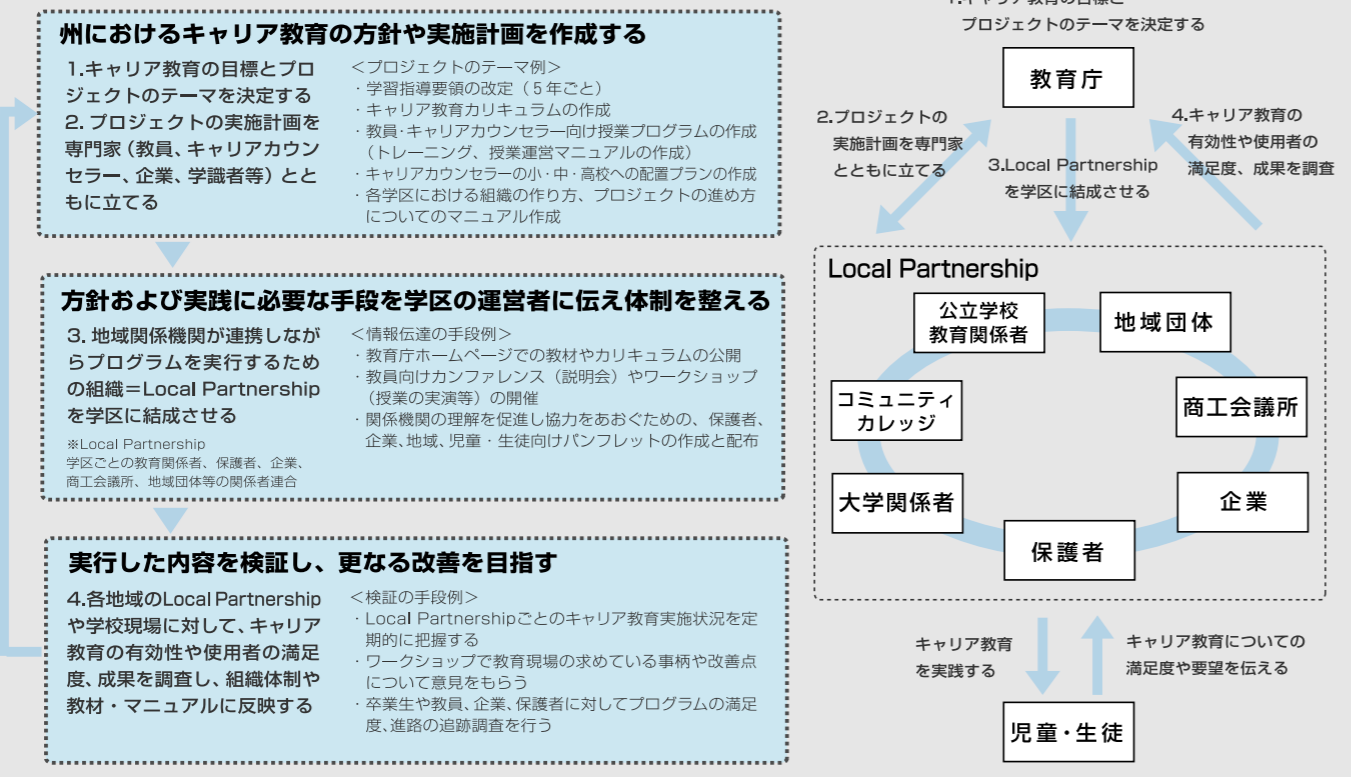 州におけるキャリア教育の方針や実施計画を作成する
1.キャリア教育の目標とプロ
ジェクトのテーマを決定する
2. プロジェクトの実施計画を
専門家（教員、キャリアカウン
セラー、企業、学識者等）とと
もに立てる
＜プロジェクトのテーマ例＞
・学習指導要領の改定（５年ごと）
・キャリア教育カリキュラムの作成
・教員・キャリアカウンセラー向け授業プログラムの作成
（トレーニング、授業運営マニュアルの作成）
・キャリアカウンセラーの小・中・高校への配置プランの作成
・各学区における組織の作り方、プロジェクトの進め方
についてのマニュアル作成
方針および実践に必要な手段を学区の運営者に伝え体制を整える
3. 地域関係機関が連携しなが
らプログラムを実行するため
の組織＝Local Partnership
を学区に結成させる
※Local Partnership
学区ごとの教育関係者、保護者、企業、
商工会議所、地域団体等の関係者連合
＜情報伝達の手段例＞
・教育庁ホームページでの教材やカリキュラムの公開
・教員向けカンファレンス（説明会）やワークショップ
（授業の実演等）の開催
・関係機関の理解を促進し協力をあおぐための、保護者、
企業、地域、児童・生徒向けパンフレットの作成と配布
実行した内容を検証し、更なる改善を目指す
4.各地域のLocal Partnership
や学校現場に対して、キャリア
教育の有効性や使用者の満足
度、成果を調査し、組織体制や
教材・マニュアルに反映する
＜検証の手段例＞
・Local Partnershipごとのキャリア教育実施状況を定
期的に把握する
・ワークショップで教育現場の求めている事柄や改善点
について意見をもらう
・卒業生や教員、企業、保護者に対してプログラムの満足
度、進路の追跡調査を行う
1.キャリア教育の目標と
プロジェクトのテーマを決定する
教育庁
2.プロジェクトの
実施計画を専門家
とともに立てる
3.Local Partnership
を学区に結成させる
4.キャリア教育の
有効性や使用者の
満足度、成果を調査
Local Partnership
公立学校
教育関係者
地域団体
コミュニティ
カレッジ
商工会議所
大学関係者
企業
保護者
キャリア教育
を実践する
キャリア教育についての
満足度や要望を伝える
児童・生徒